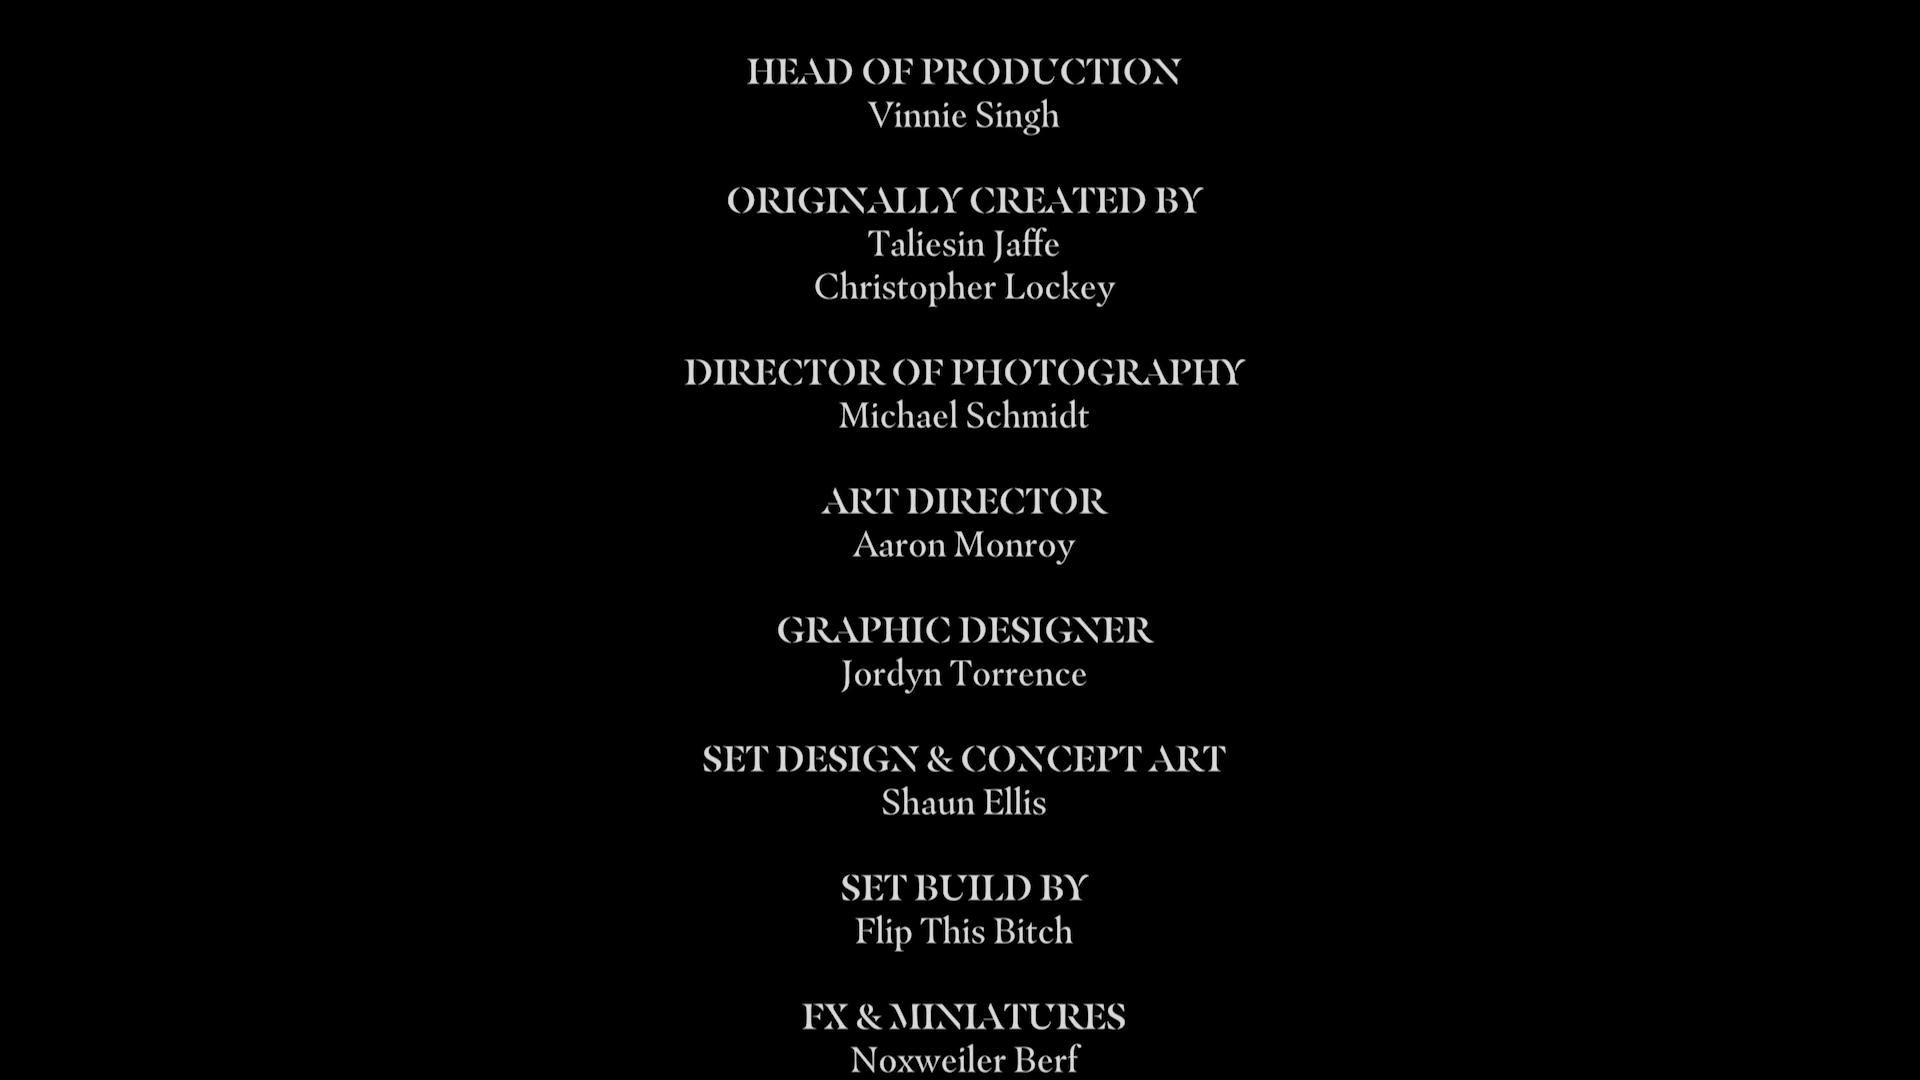 HEAD OF PRODUCTION
Vinnie Singh
ORIGINALLY CREATED BY
Taliesin Jaffe
Christopher Lockey
DIRECTOR OF PHOTOGRAPHY
Michael Schmidt
ART DIRECTOR
Aaron Monroy
GRAPHIC DESIGNER
Jordyn Torrence
SET DESIGN & CONCEPT ART
Shaun Ellis
SET BUILD BY
Flip This Bitch
FX & MINIATURES
Noxweiler Berf